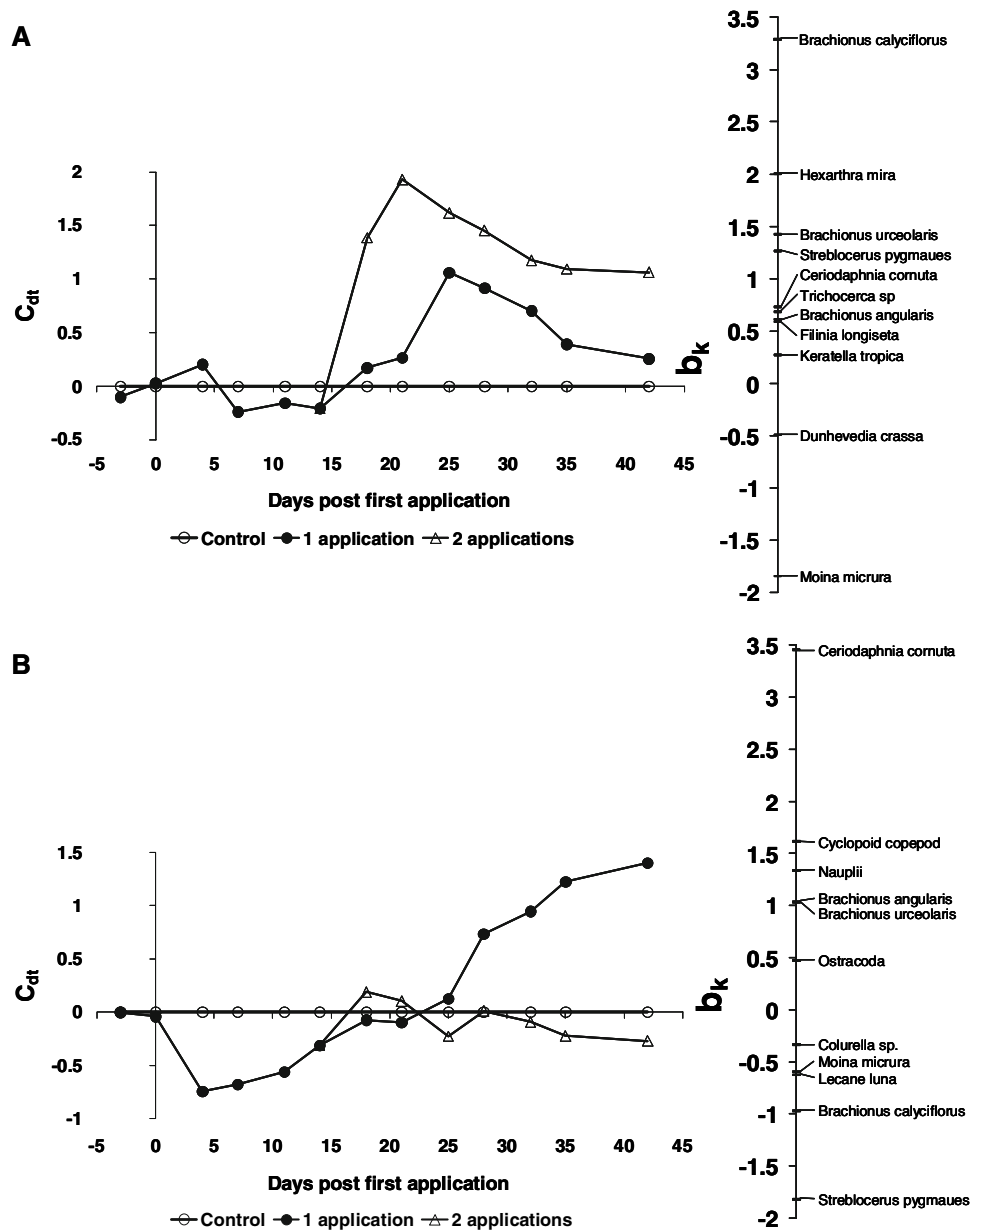 A
C_dt
2
1.5
1
0.5
0
-0.5
-5 0 5 10 15 20 25 30 35 40 45
Days post first application
Control 1 application 2 applications
b_k
3.5
3
2.5
2
1.5
1
0.5
0
-0.5
-1
-1.5
-2
Brachionus calyciflorus
Hexarthra mira
Brachionus urceolaris
Streblocerus pygmaues
Ceriodaphnia cornuta
Trichocerca sp
Brachionus angularis
Filinia longiseta
Keratella tropica
Dunhevedia crassa
Moina micrura
B
C_dt
1.5
1
0.5
0
-0.5
-1
-5 0 5 10 15 20 25 30 35 40 45
Days post first application
Control 1 application 2 applications
b_k
3.5
3
2.5
2
1.5
1
0.5
0
-0.5
-1
-1.5
-2
Ceriodaphnia cornuta
Cyclopoid copepod
Nauplii
Brachionus angularis
Brachionus urceolaris
Ostracoda
Colurella sp.
Moina micrura
Lecane luna
Brachionus calyciflorus
Streblocerus pygmaues